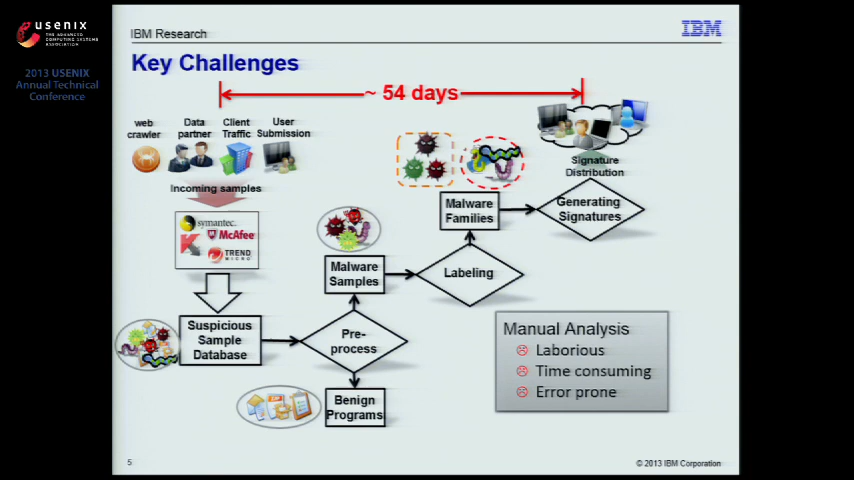 usenix
THE ADVANCED
COMPUTING SYSTEMS
ASSOCIATION
2013 USENIX
Annual Technical
Conference
IBM Research
IBM
Key Challenges
~ 54 days
web
crawler
Data
partner
Client
Traffic
User
Submission
Incoming samples
symantec.
McAfee
TREND
MICRO
Suspicious
Sample
Database
Pre-
process
Benign
Programs
Malware
Samples
Labeling
Malware
Families
Generating
Signatures
Signature
Distribution
Manual Analysis
Laborious
Time consuming
Error prone
5
© 2013 IBM Corporation